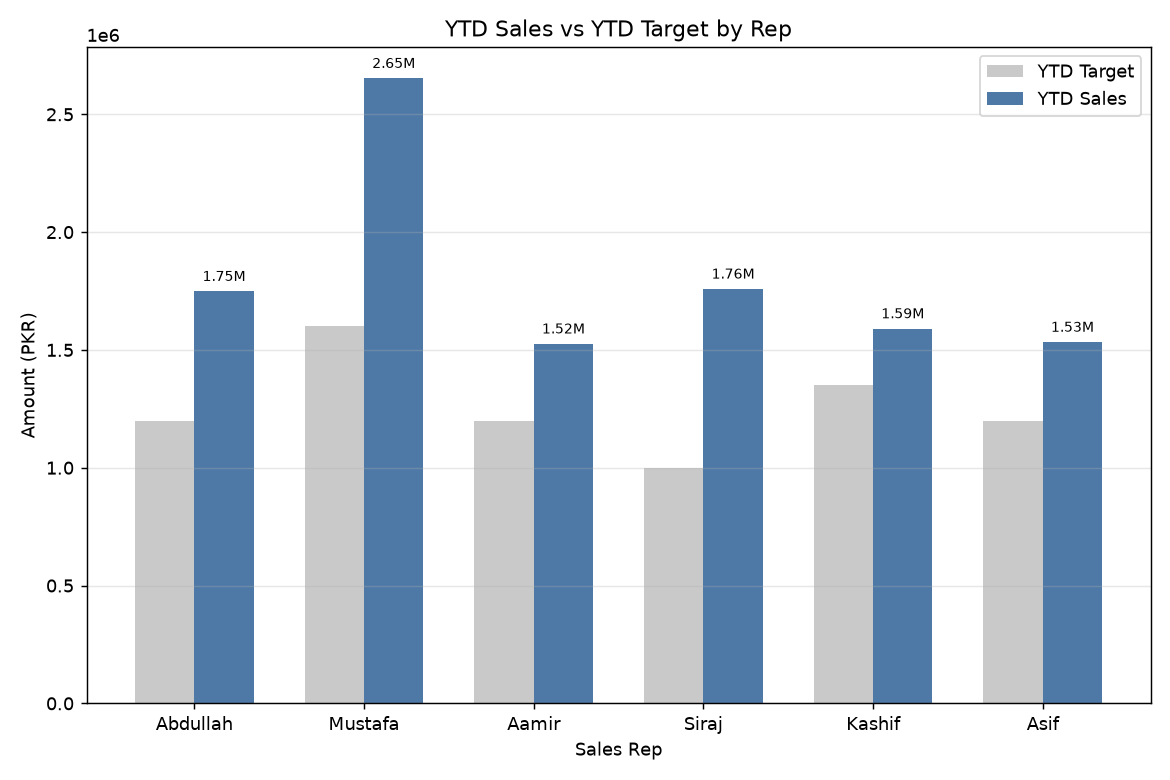 YTD Sales vs YTD Target by Rep
1e6
YTD Target
YTD Sales
2.65M
1.75M
1.52M
1.76M
1.59M
1.53M
2.5
2.0
1.5
1.0
0.5
0.0
Amount (PKR)
Abdullah Mustafa Aamir Siraj Kashif Asif
Sales Rep